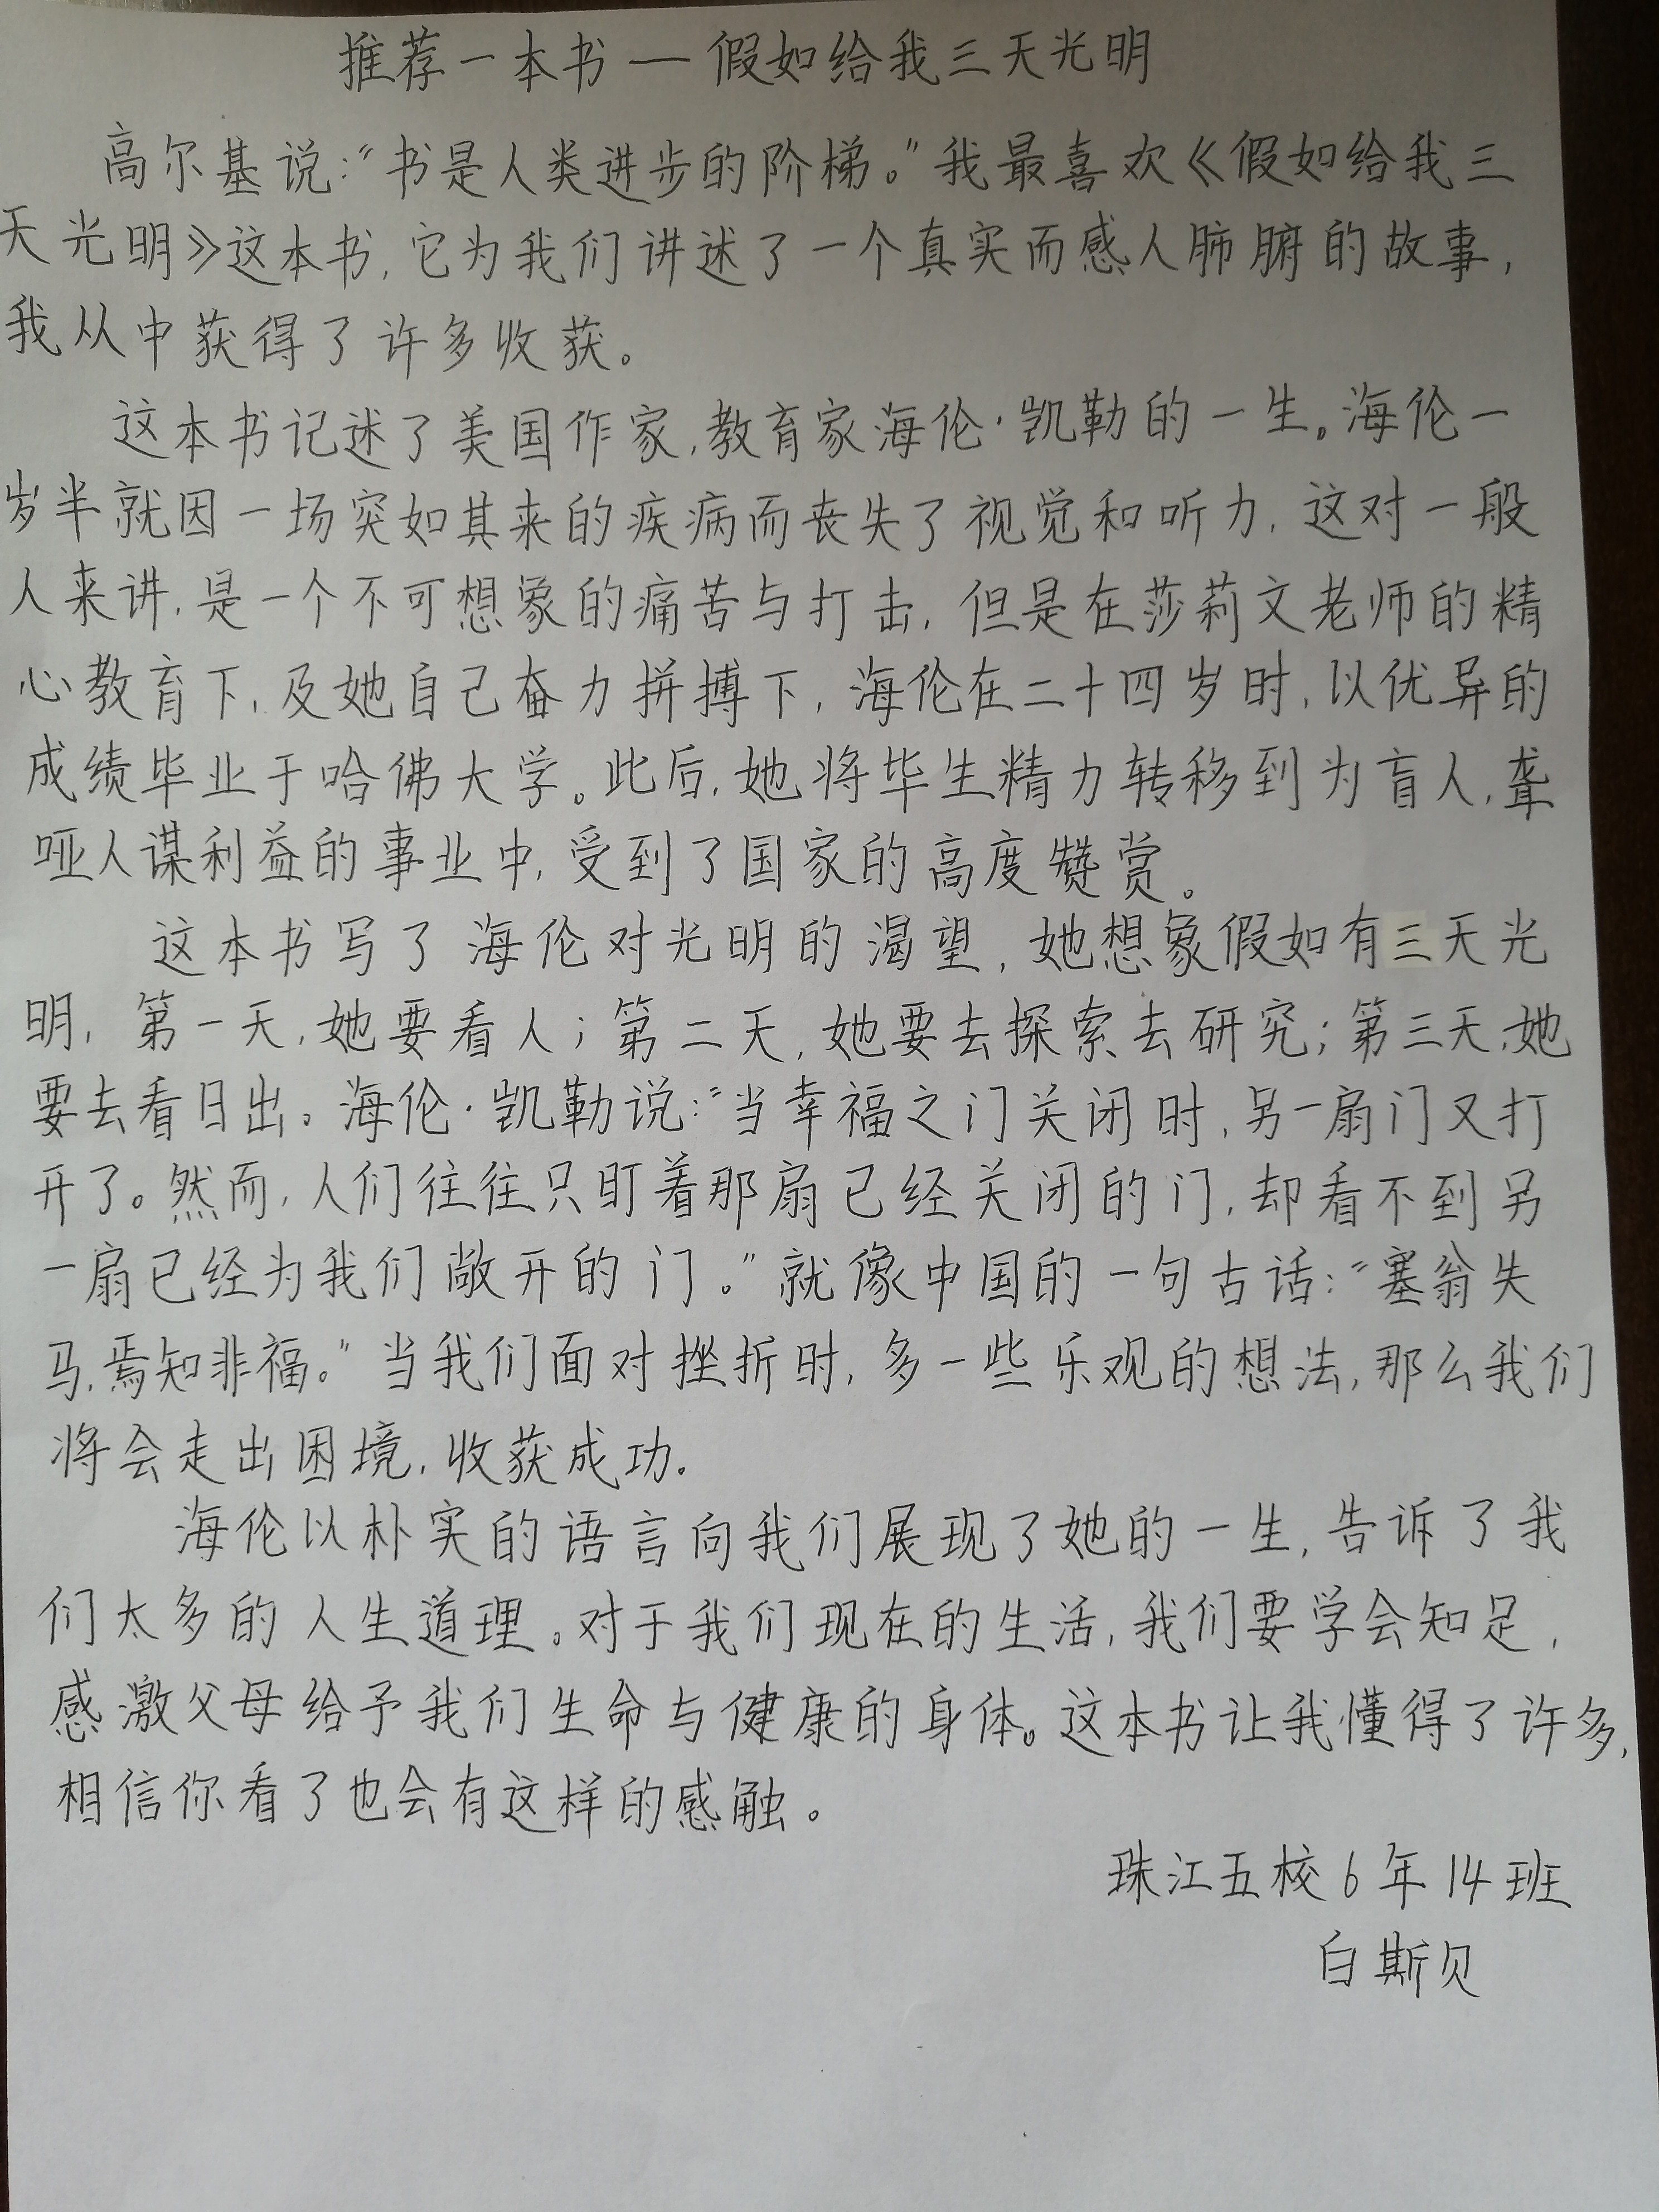 推荐一本书—假如给我三天光明
高尔基说:“书是人类进步的阶梯。”我最喜欢《假如给我三
天光明》这本书,它为我们讲述了一个真实而感人肺腑的故事,
我从中获得了许多收获。
这本书记述了美国作家,教育家海伦·凯勒的一生。海伦一
岁半就因一场突如其来的疾病而丧失了视觉和听力,这对一般
人来讲,是一个不可想象的痛苦与打击,但是在莎莉文老师的精
心教育下,及她自己奋力拼搏下,海伦在二十四岁时,以优异的
成绩毕业于哈佛大学。此后,她将毕生精力转移到为盲人,聋
哑人谋利益的事业中,受到了国家的高度赞赏。
这本书写了海伦对光明的渴望,她想象假如有三天光
明,第一天,她要看人;第二天,她要去探索去研究;第三天,她
要去看日出。海伦·凯勒说:“当幸福之门关闭时,另一扇门又打
开了。然而,人们往往只盯着那扇已经关闭的门,却看不到另
一扇已经为我们敞开的门。”就像中国的一句古话:“塞翁失
马,焉知非福。”当我们面对挫折时,多一些乐观的想法,那么我们
将会走出困境,收获成功。
海伦以朴实的语言向我们展现了她的一生,告诉了我
们太多的人生道理。对于我们现在的生活,我们要学会知足,
感激父母给予我们生命与健康的身体。这本书让我懂得了许多,
相信你看了也会有这样的感触。
珠江五校6年14班
白斯贝